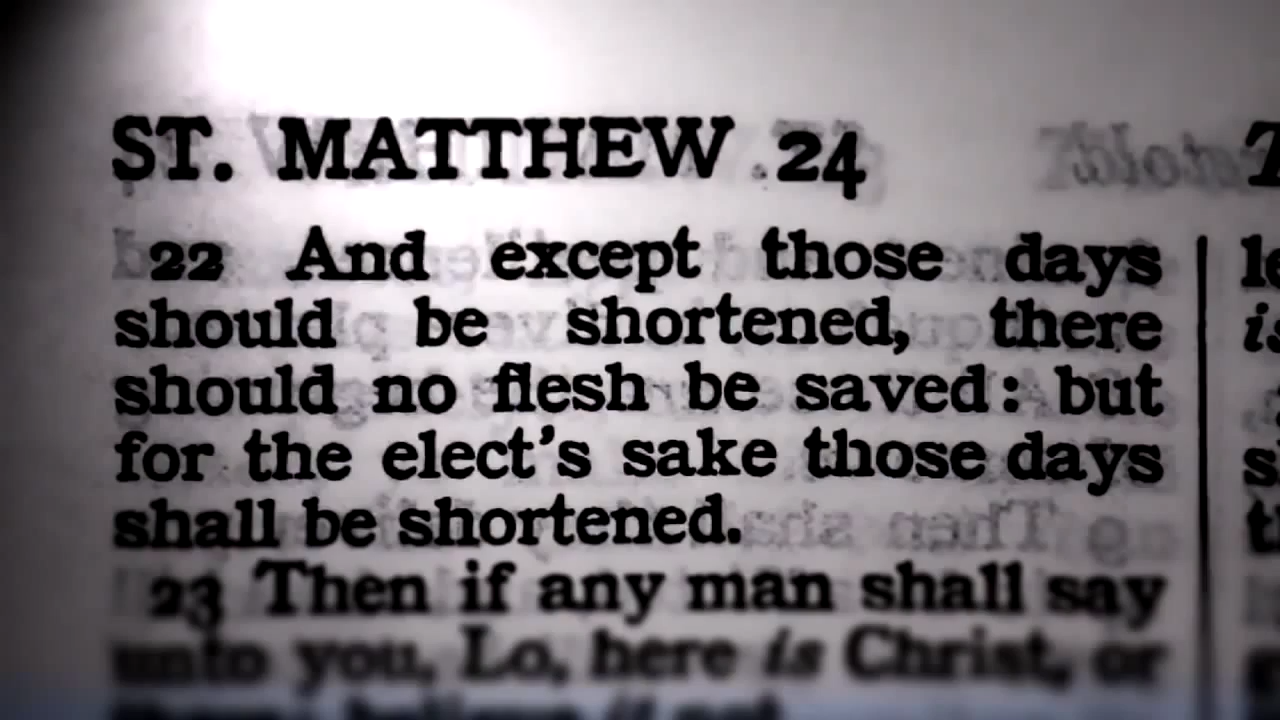 ST. MATTHEW 24
22 And except those days
should be shortened, there
should no flesh be saved: but
for the elect's sake those days
shall be shortened.
23 Then if any man shall say
unto you, Lo, here is Christ, or